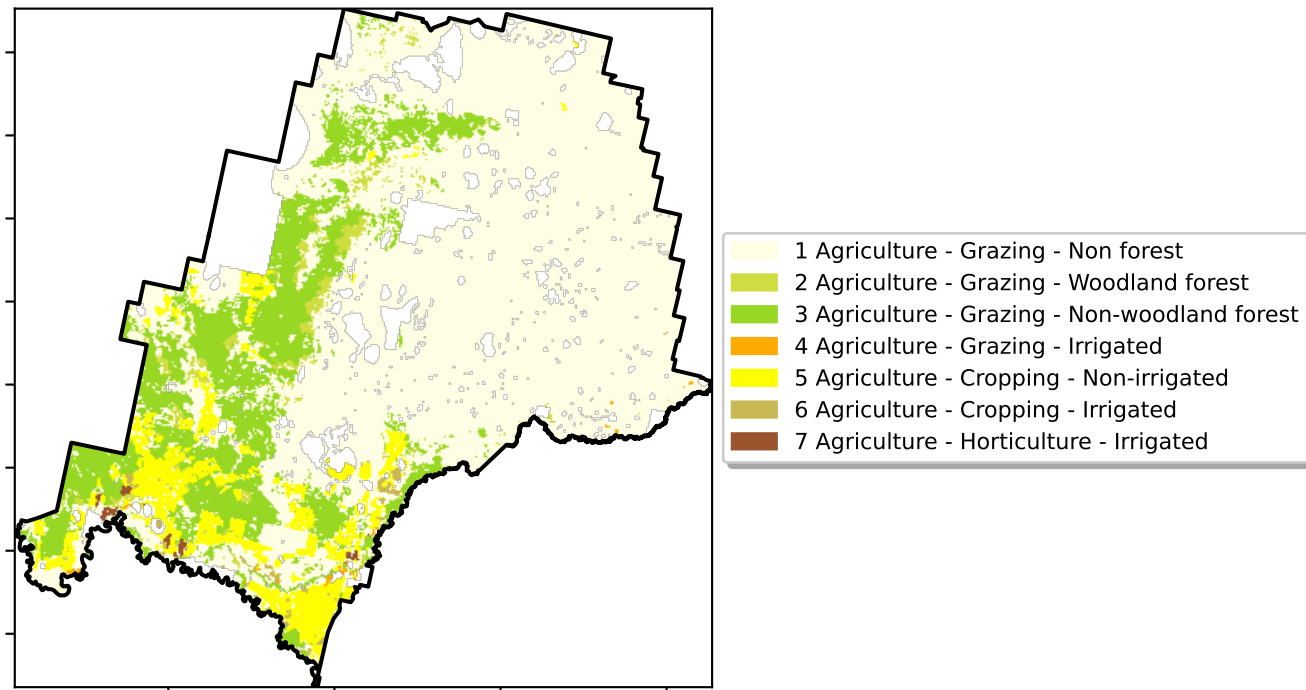 1 Agriculture - Grazing - Non forest
2 Agriculture - Grazing - Woodland forest
3 Agriculture - Grazing - Non-woodland forest
4 Agriculture - Grazing - Irrigated
5 Agriculture - Cropping - Non-irrigated
6 Agriculture - Cropping - Irrigated
7 Agriculture - Horticulture - Irrigated